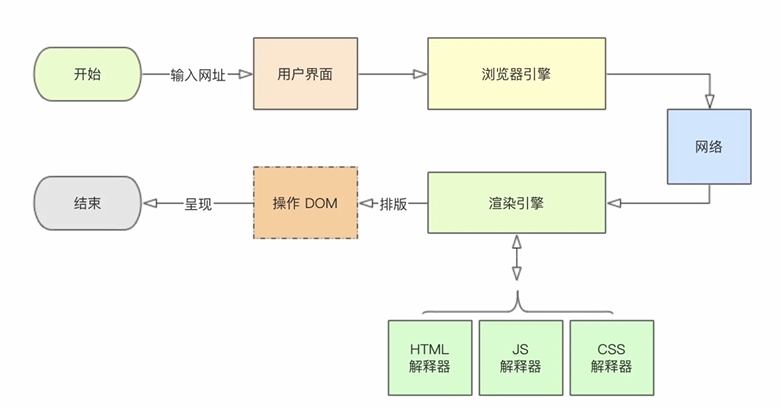 开始
输入网址
用户界面
浏览器引擎
网络
结束
呈现
操作 DOM
排版
渲染引擎
HTML
解释器
JS
解释器
CSS
解释器